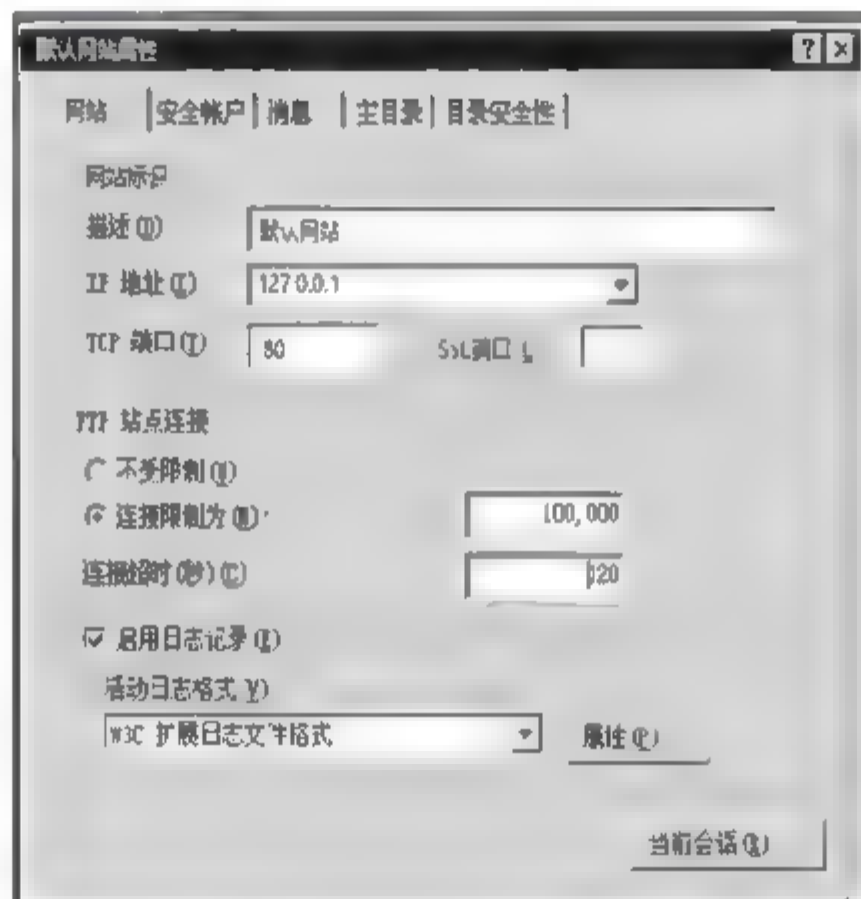 默认网站属性
网站 安全帐户 消息 主目录 目录安全性
网站标识
描述(D) 默认网站
IP 地址(I) 127.0.0.1
TCP 端口(T) 80 SSL端口 L
FTP 站点连接
不受限制(U)
连接限制为(M)
100,000
连接超时(秒)(C) 120
启用日志记录(E)
活动日志格式 V)
W3C 扩展日志文件格式 属性(P)
当前会话(R)